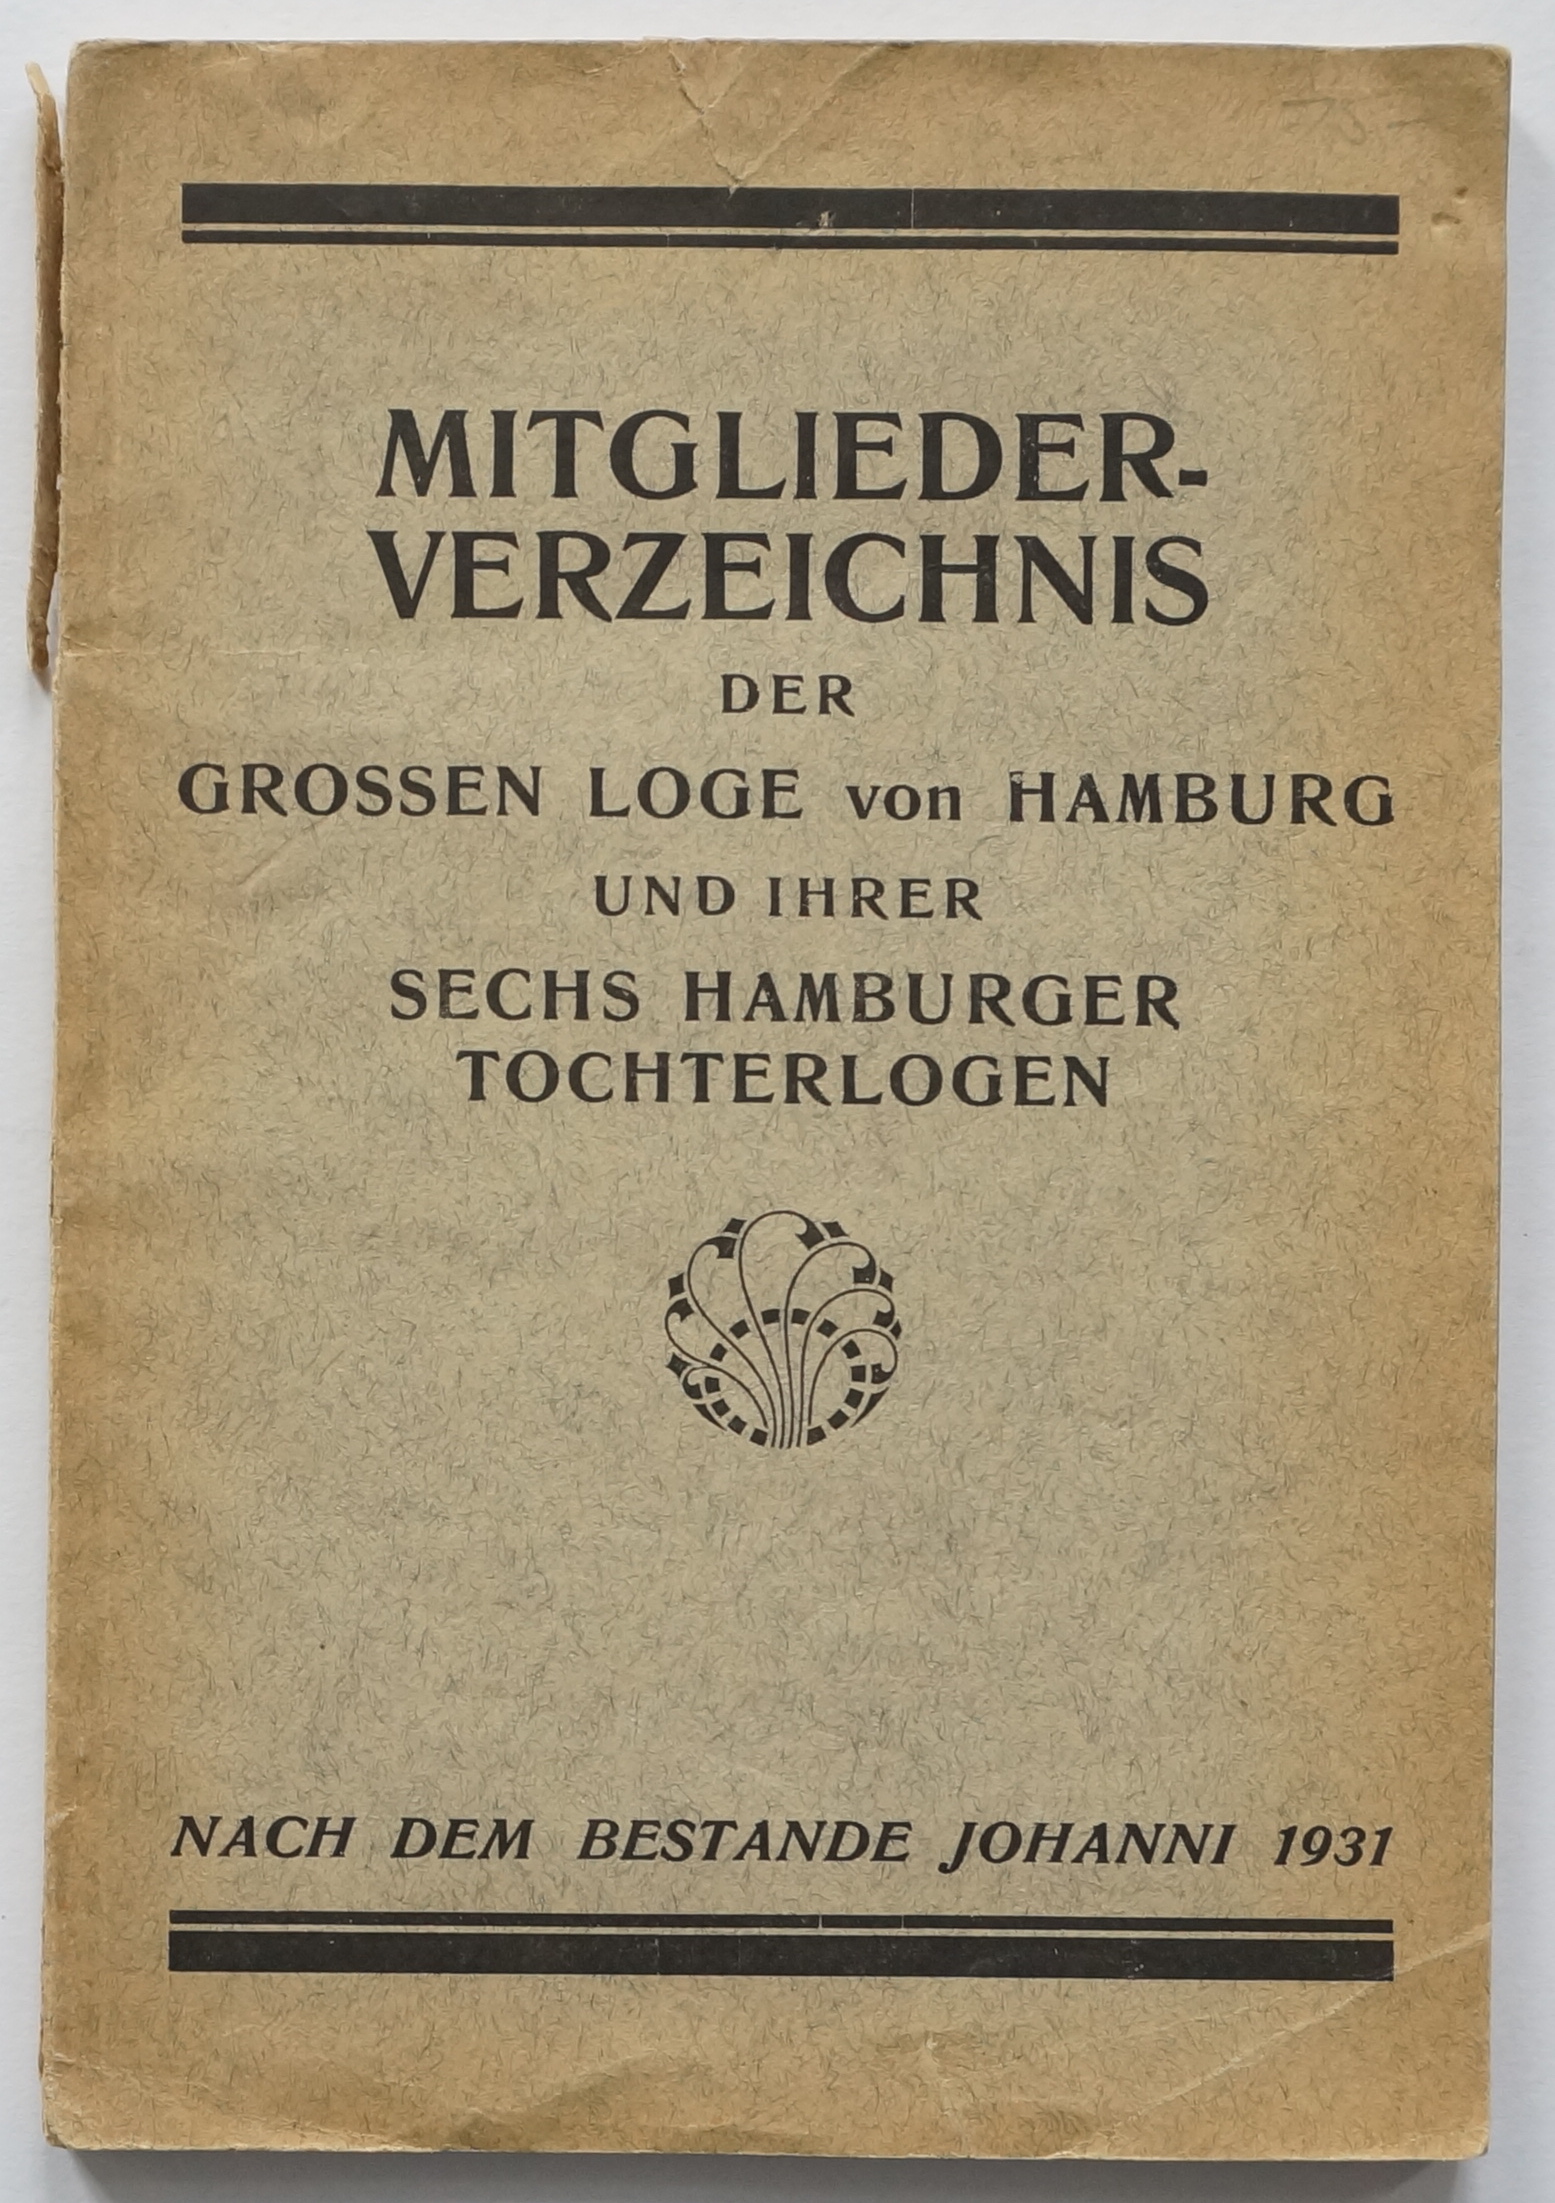 MITGLIEDER-
VERZEICHNIS
DER
GROSSEN LOGE von HAMBURG
UND IHRER
SECHS HAMBURGER
TOCHTERLOGEN
NACH DEM BESTANDE JOHANNI 1931